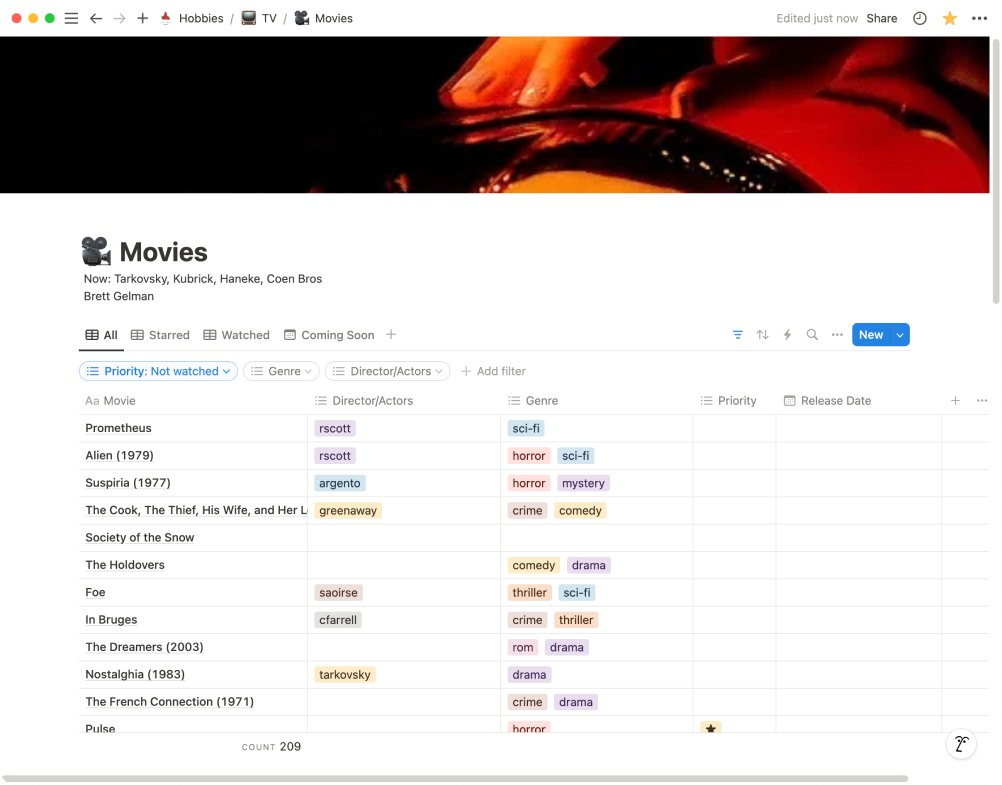 Hobbies / TV / Movies Edited just now Share
Movies
Now: Tarkovsky, Kubrick, Haneke, Coen Bros
Brett Gelman
All Starred Watched Coming Soon New
Priority: Not watched Genre Director/Actors Add filter
Aa Movie Director/Actors Genre Priority Release Date
Prometheus rscott sci-fi
Alien (1979) rscott horror sci-fi
Suspiria (1977) argento horror mystery
The Cook, The Thief, His Wife, and Her L greenaway crime comedy
Society of the Snow
The Holdovers comedy drama
Foe saoirse thriller sci-fi
In Bruges cfarrell crime thriller
The Dreamers (2003) rom drama
Nostalghia (1983) tarkovsky drama
The French Connection (1971) crime drama
Pulse horror
COUNT 209